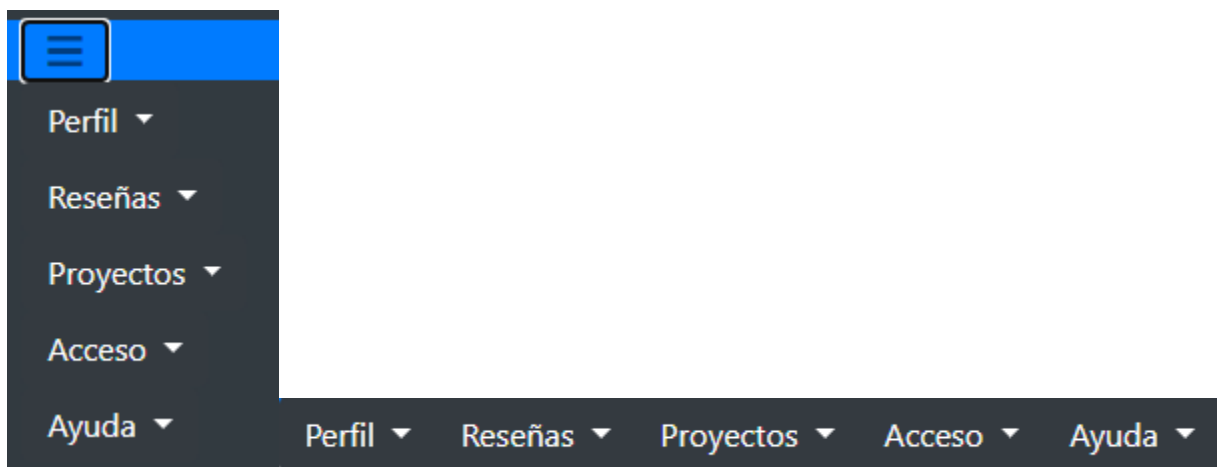 Perfil
Reseñas
Proyectos
Acceso
Ayuda
Perfil Reseñas Proyectos Acceso Ayuda